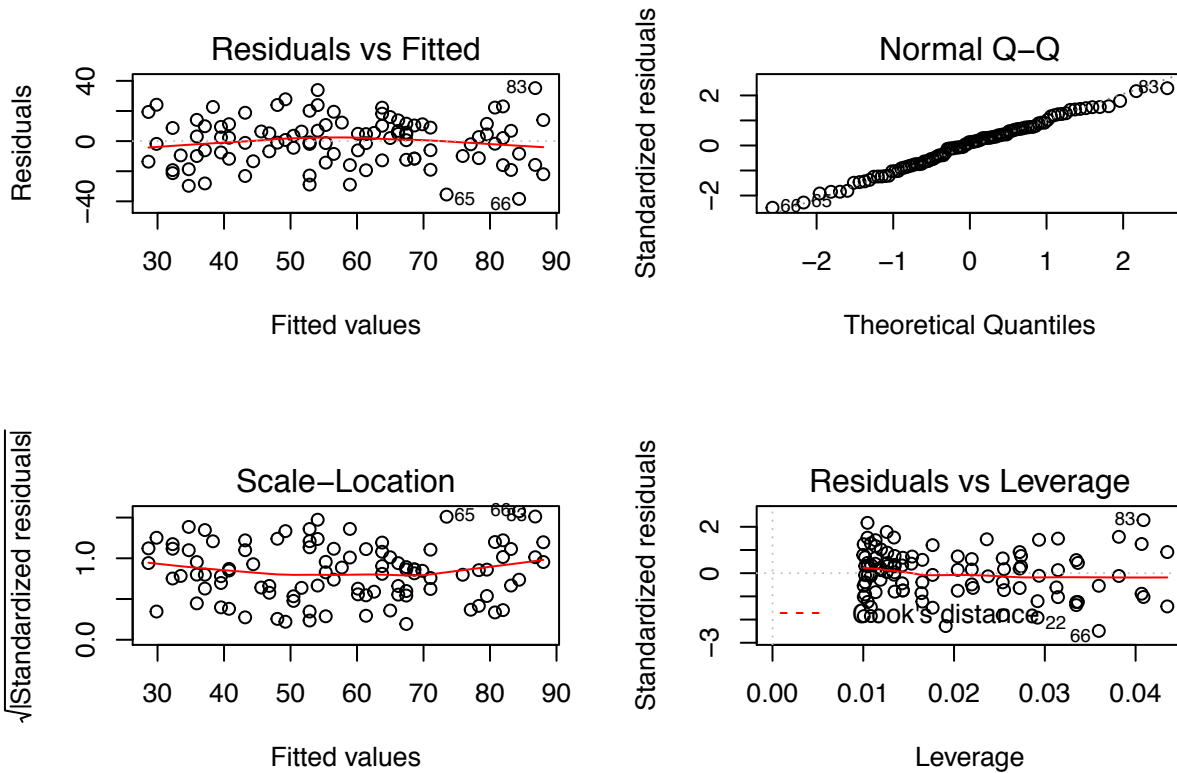 Residuals vs Fitted
Residuals
40
0
−40
83
65
66
30 40 50 60 70 80 90
Fitted values
Normal Q−Q
Standardized residuals
2
0
−2
83
66
65
−2 −1 0 1 2
Theoretical Quantiles
Scale−Location
√|Standardized residuals|
1.0
0.0
65
66
83
30 40 50 60 70 80 90
Fitted values
Residuals vs Leverage
Standardized residuals
2
0
−3
83
Cook's distance
22
66
0.00 0.01 0.02 0.03 0.04
Leverage